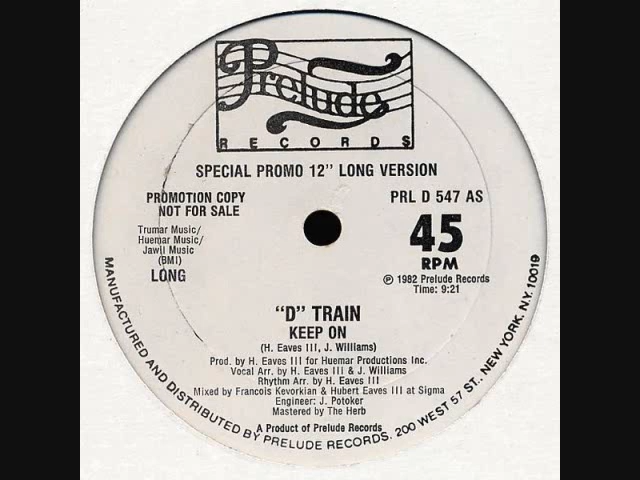 Prelude
RECORDS
SPECIAL PROMO 12" LONG VERSION
PROMOTION COPY
NOT FOR SALE
Trumar Music/
Huemar Music/
Jawil Music
(BMI)
LONG
PRL D 547 AS
45
RPM
℗ 1982 Prelude Records
Time: 9:21
"D" TRAIN
KEEP ON
(H. Eaves III, J. Williams)
Prod. by H. Eaves III for Huemar Productions Inc.
Vocal Arr. by H. Eaves III & J. Williams
Rhythm Arr. by H. Eaves III
Mixed by Francois Kevorkian & Hubert Eaves III at Sigma
Engineer: J. Potoker
Mastered by The Herb
A Product of Prelude Records
MANUFACTURED AND DISTRIBUTED BY PRELUDE RECORDS, 200 WEST 57 ST., NEW YORK, N.Y. 10019